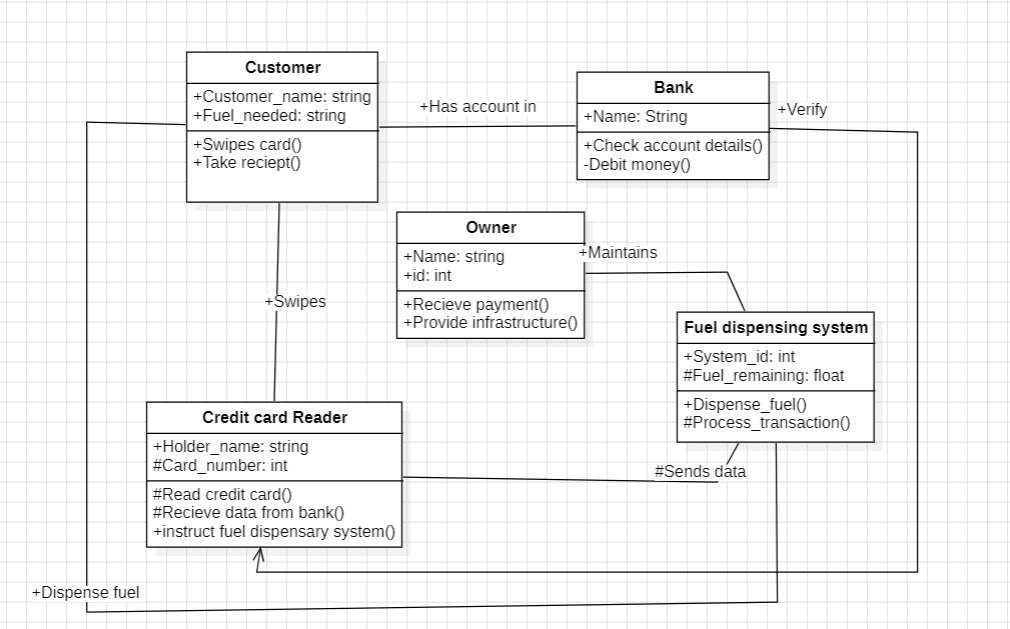 Customer
+Customer_name: string
+Fuel_needed: string
+Swipes card()
+Take reciept()
+Has account in
Bank
+Name: String
+Check account details()
-Debit money()
+Verify
Owner
+Name: string
+id: int
+Recieve payment()
+Provide infrastructure()
+Maintains
+Swipes
Fuel dispensing system
+System_id: int
#Fuel_remaining: float
+Dispense_fuel()
#Process_transaction()
Credit card Reader
+Holder_name: string
#Card_number: int
#Read credit card()
#Recieve data from bank()
+instruct fuel dispensary system()
#Sends data
+Dispense fuel